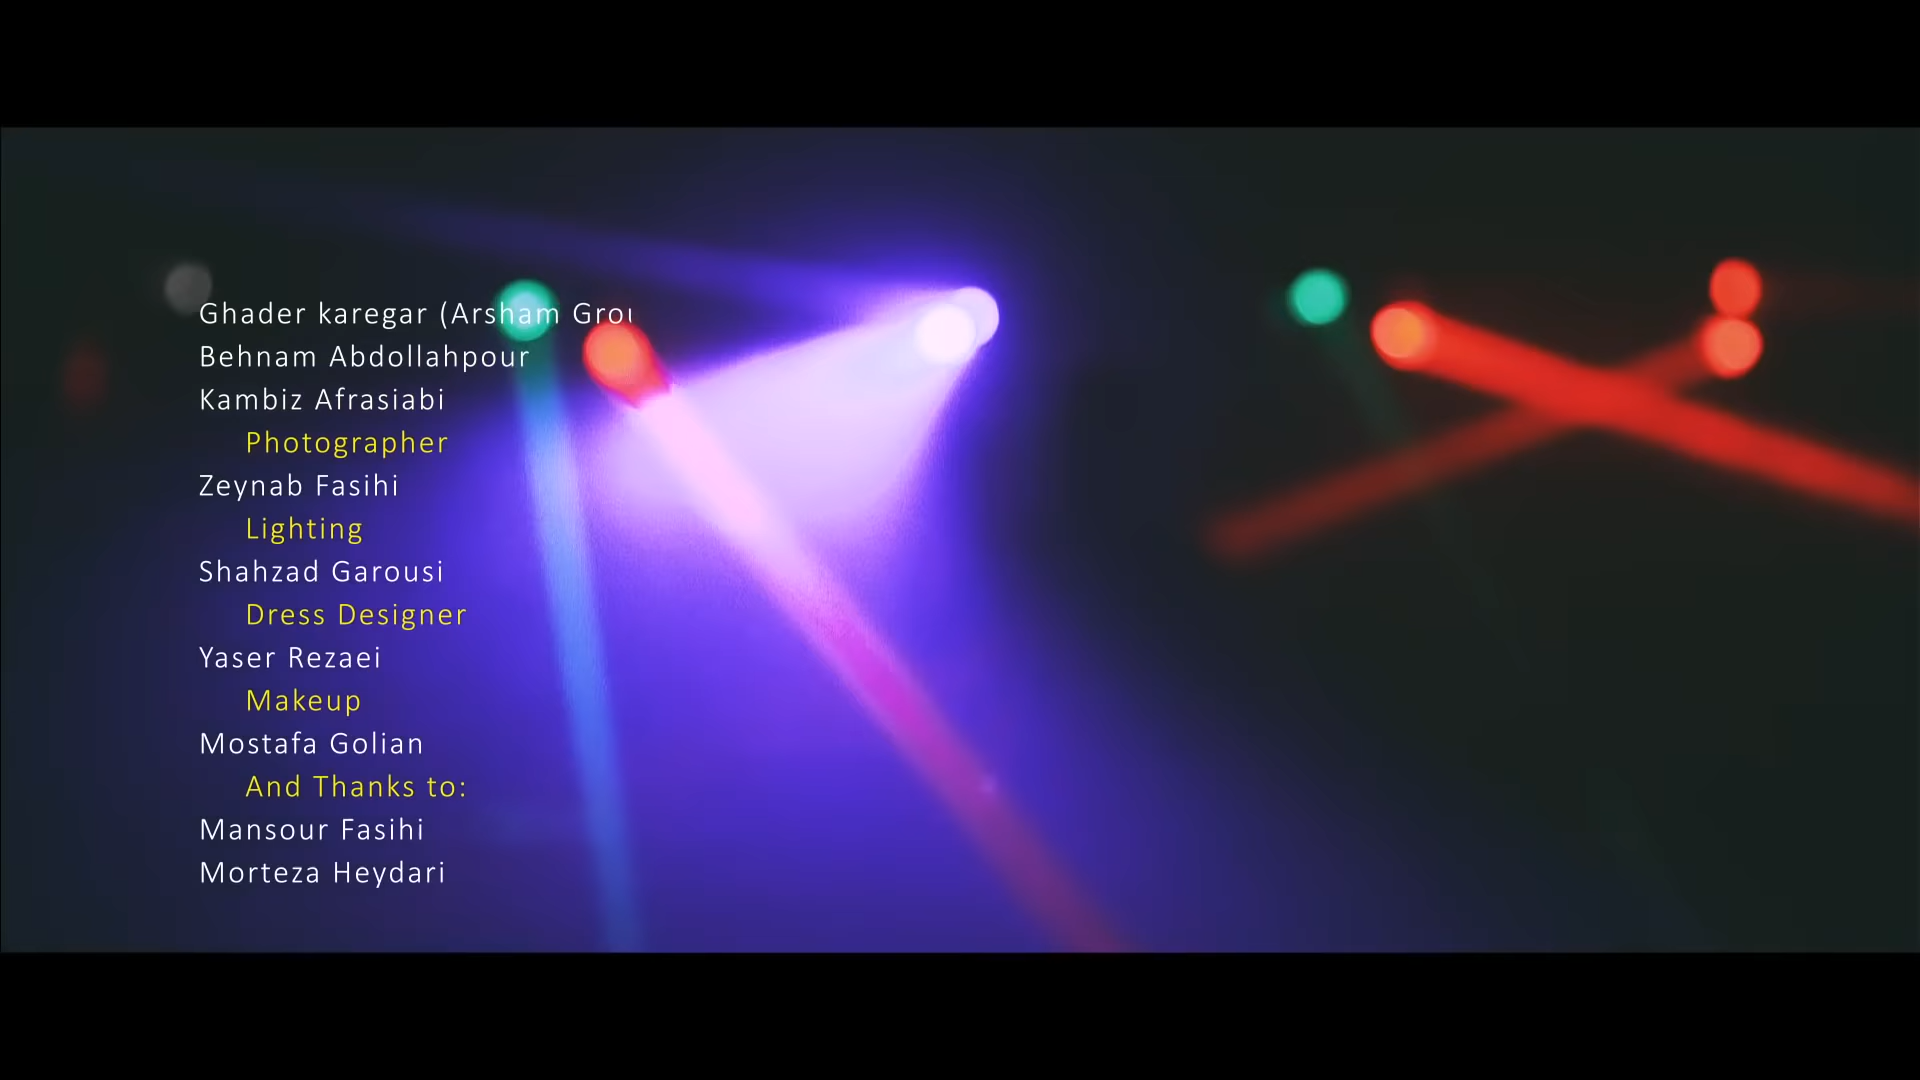 Ghader karegar (Arsham
Behnam Abdollahpour
Kambiz Afrasiabi
Photographer
Zeynab Fasihi
Lighting
Shahzad Garousi
Dress Designer
Yaser Rezaei
Makeup
Mostafa Golian
And Thanks to:
Mansour Fasihi
Morteza Heydari